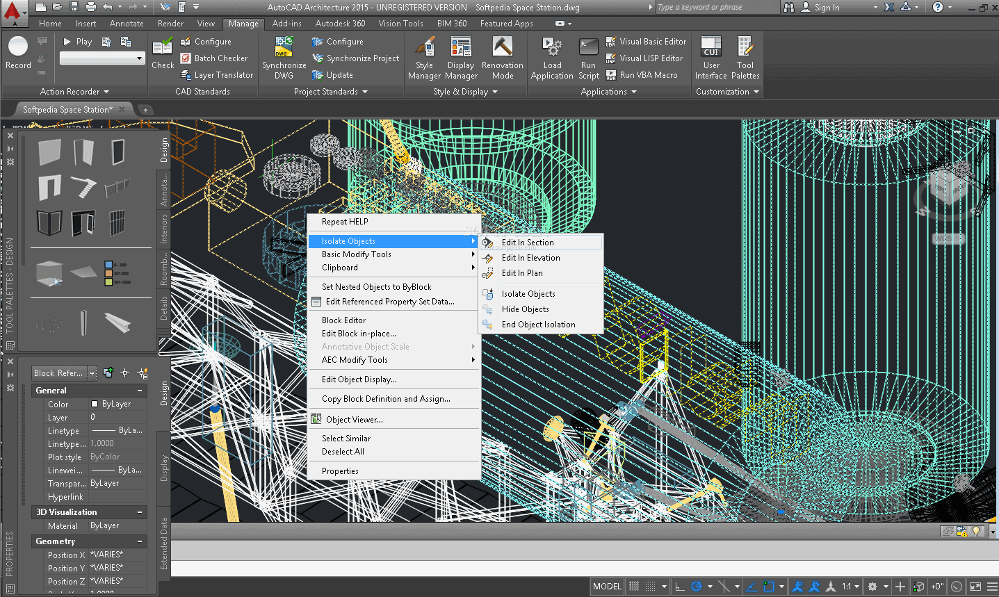 AutoCAD Architecture 2015 - UNREGISTERED VERSION Softpedia Space Station.dwg
Type a keyword or phrase
Sign In
Home Insert Annotate Render View Manage Add-ins Autodesk 360 Vision Tools BIM 360 Featured Apps
Record
Play
Action Recorder
Check
Configure
Batch Checker
Layer Translator
CAD Standards
Synchronize DWG
Configure
Synchronize Project
Update
Project Standards
Style Manager
Display Manager
Renovation Mode
Style & Display
Load Application
Run Script
Visual Basic Editor
Visual LISP Editor
Run VBA Macro
Applications
CUI
User Interface
Tool Palettes
Customization
Softpedia Space Station*
TOOL PALETTES - DESIGN
Design
Annota...
Interiors
Roomb...
Details
0 - 200
201-500
501-1000
Repeat HELP
Isolate Objects
Basic Modify Tools
Clipboard
Set Nested Objects to ByBlock
Edit Referenced Property Set Data...
Block Editor
Edit Block in-place...
Annotative Object Scale
AEC Modify Tools
Edit Object Display...
Copy Block Definition and Assign...
Object Viewer...
Select Similar
Deselect All
Properties
Edit In Section
Edit In Elevation
Edit In Plan
Isolate Objects
Hide Objects
End Object Isolation
WCS
PROPERTIES
Design
Display
Extended Data
Block Refer...
General
Color ByLayer
Layer 0
Linetype ByLa...
Linetype... 1.0000
Plot style ByColor
Linewei... ByLa...
Transpar... ByLayer
Hyperlink
3D Visualization
Material ByLayer
Geometry
Position X *VARIES*
Position Y *VARIES*
Position Z *VARIES*
MODEL
1:1
+0"